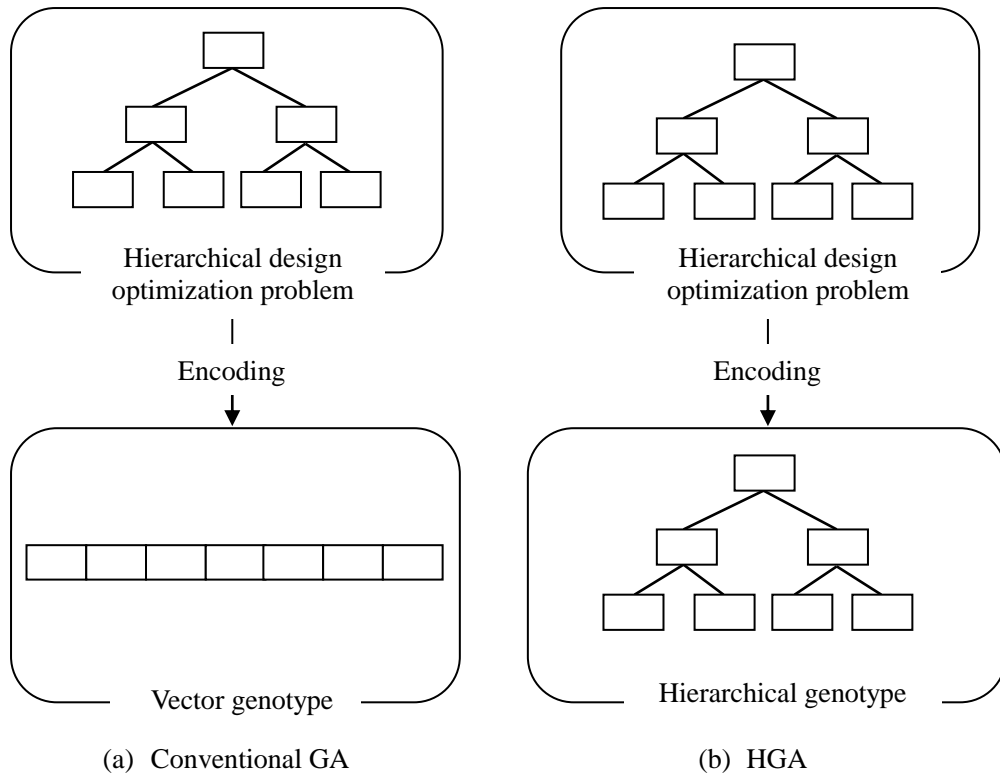 Hierarchical design
optimization problem
Encoding
Vector genotype
(a) Conventional GA
Hierarchical design
optimization problem
Encoding
Hierarchical genotype
(b) HGA